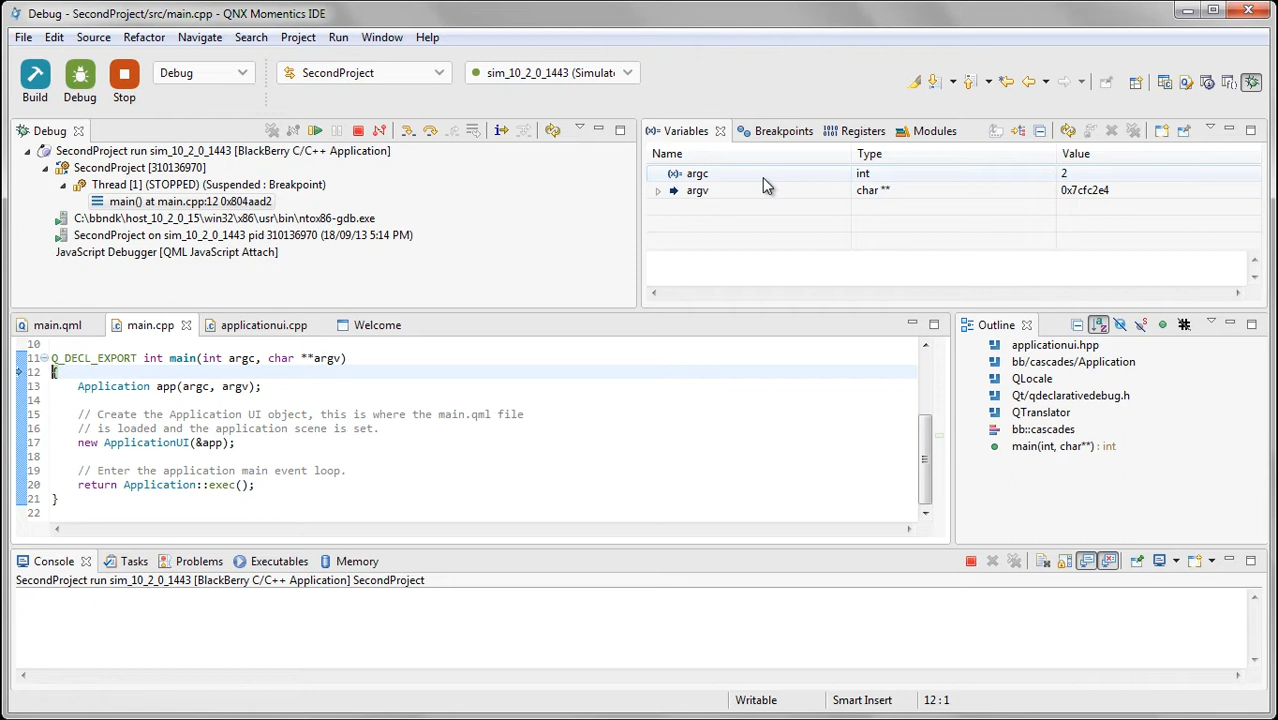 Debug - SecondProject/src/main.cpp - QNX Momentics IDE
File Edit Source Refactor Navigate Search Project Run Window Help
Build Debug Stop Debug SecondProject sim_10_2_0_1443 (Simulat
Debug
SecondProject run sim_10_2_0_1443 [BlackBerry C/C++ Application]
SecondProject [310136970]
Thread [1] (STOPPED) (Suspended : Breakpoint)
main() at main.cpp:12 0x804aad2
C:\bbndk\host_10_2_0_15\win32\x86\usr\bin\ntox86-gdb.exe
SecondProject on sim_10_2_0_1443 pid 310136970 (18/09/13 5:14 PM)
JavaScript Debugger [QML JavaScript Attach]
(x)= Variables Breakpoints Registers Modules
Name Type Value
(x)= argc int 2
argv char ** 0x7cfc2e4
main.qml main.cpp applicationui.cpp Welcome
10
11 Q_DECL_EXPORT int main(int argc, char **argv)
12 {
13 Application app(argc, argv);
14
15 // Create the Application UI object, this is where the main.qml file
16 // is loaded and the application scene is set.
17 new ApplicationUI(&app);
18
19 // Enter the application main event loop.
20 return Application::exec();
21 }
22
Outline
applicationui.hpp
bb/cascades/Application
QLocale
Qt/qdeclarativedebug.h
QTranslator
bb::cascades
main(int, char**) : int
Console Tasks Problems Executables Memory
SecondProject run sim_10_2_0_1443 [BlackBerry C/C++ Application] SecondProject
Writable Smart Insert 12 : 1